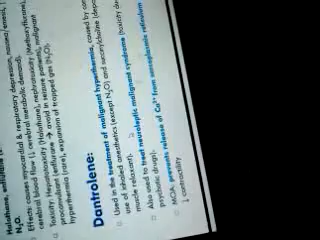 Halothane, enflurane
N₂O.
Effects: causes myocardial & respiratory depression, nausea/emesis,
cerebral blood flow (↓ cerebral metabolic demand).
Toxicity: Hepatotoxicity (Halothane), nephrotoxicity (Methoxyflurane),
proconvulsant (enflurane → avoid in seizure patients), malignant
hyperthermia (rare), expansion of trapped gas (N₂O).
Dantrolene:
Used in the treatment of malignant hyperthermia, caused by
use of inhaled anesthetics (except N₂O) and succinylcholine
muscle relaxant).
Also used to treat neuroleptic malignant syndrome (toxicity
psychotic drugs).
MOA: prevents release of Ca²⁺ from sarcoplasmic reticulum
↓ contractility